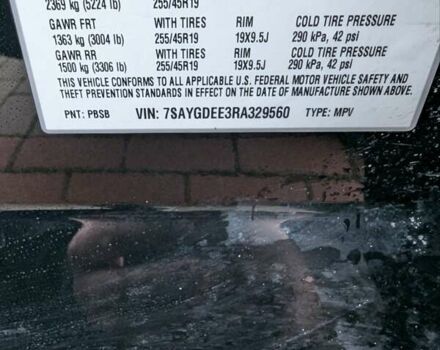 2369 kg (5224 lb) 255/45R19
GAWR FRT WITH TIRES RIM COLD TIRE PRESSURE
1363 kg (3004 lb) 255/45R19 19X9.5J 290 kPa, 42 psi
GAWR RR WITH TIRES RIM COLD TIRE PRESSURE
1500 kg (3306 lb) 255/45R19 19X9.5J 290 kPa, 42 psi
THIS VEHICLE CONFORMS TO ALL APPLICABLE U.S. FEDERAL MOTOR VEHICLE SAFETY AND
THEFT PREVENTION STANDARDS IN EFFECT ON THE DATE OF MANUFACTURE SHOWN ABOVE.
PNT: PBSB VIN: 7SAYGDEE3RA329560 TYPE: MPV